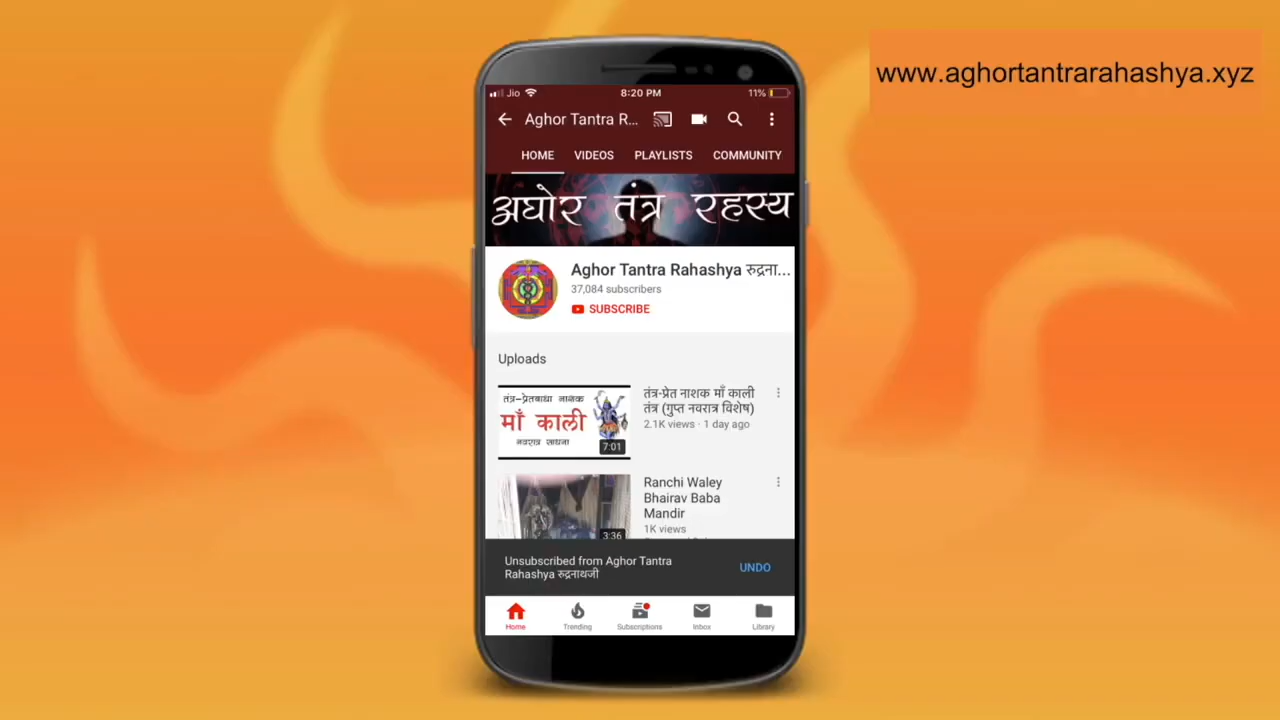 www.aghortantrarahashya.xyz
Jio 8:20 PM 11%
Aghor Tantra R...
HOME VIDEOS PLAYLISTS COMMUNITY
अघोर तंत्र रहस्य
Aghor Tantra Rahashya रुद्रना...
37,084 subscribers
SUBSCRIBE
Uploads
तंत्र-प्रेतबाधा नाशक
माँ काली
नवरात्र साधना
7:01
तंत्र-प्रेत नाशक माँ काली
तंत्र (गुप्त नवरात्र विशेष)
2.1K views · 1 day ago
3:36
Ranchi Waley
Bhairav Baba
Mandir
1K views
Unsubscribed from Aghor Tantra
Rahashya रुद्रनाथजी
UNDO
Home Trending Subscriptions Inbox Library